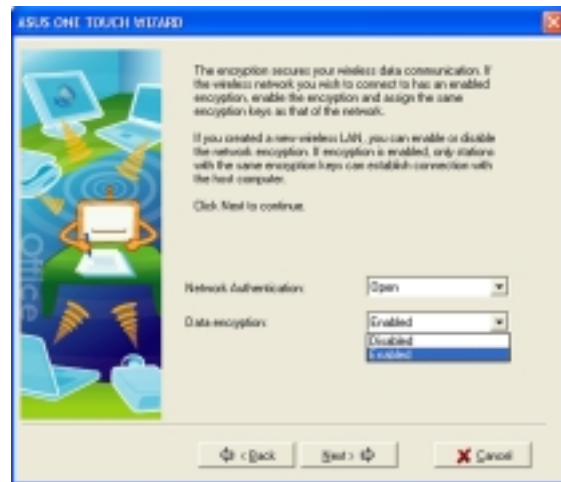 ASUS ONE TOUCH WIZARD
The encryption secures your wireless data communication. If
the wireless network you wish to connect to has an enabled
encryption, enable the encryption and assign the same
encryption keys as that of the network.
If you created a new wireless LAN, you can enable or disable
the network encryption. If encryption is enabled, only stations
with the same encryption keys can establish connection with
the host computer.
Click Next to continue.
Office
Network Authentication:
Open
Data encryption:
Enabled
Disabled
Enabled
< Back
Next >
Cancel